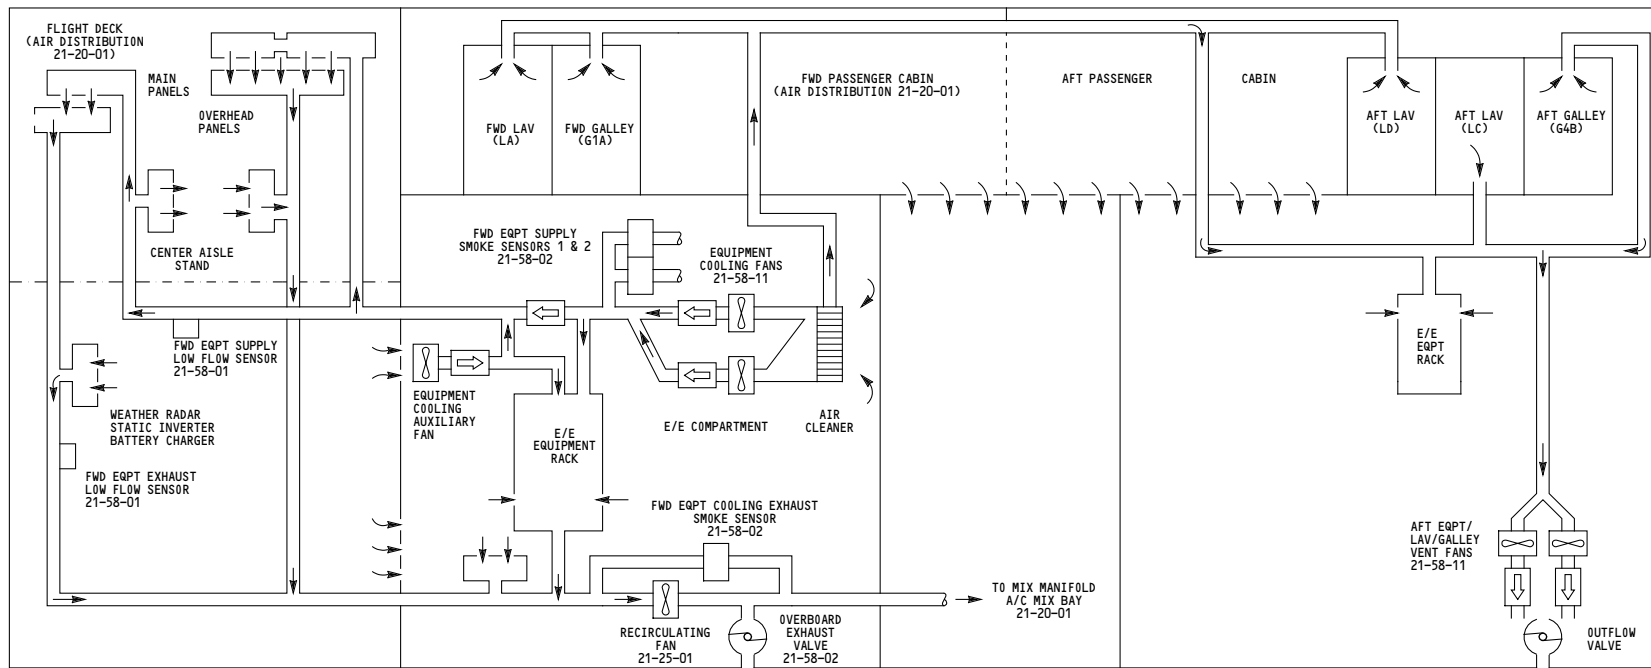 FLIGHT DECK
(AIR DISTRIBUTION
21-20-01)
MAIN
PANELS
OVERHEAD
PANELS
CENTER AISLE
STAND
FWD LAV
(LA)
FWD GALLEY
(G1A)
FWD PASSENGER CABIN
(AIR DISTRIBUTION 21-20-01)
AFT PASSENGER
CABIN
AFT LAV
(LD)
AFT LAV
(LC)
AFT GALLEY
(G4B)
FWD EQPT SUPPLY
SMOKE SENSORS 1 & 2
21-58-02
EQUIPMENT
COOLING FANS
21-58-11
FWD EQPT SUPPLY
LOW FLOW SENSOR
21-58-01
WEATHER RADAR
STATIC INVERTER
BATTERY CHARGER
FWD EQPT EXHAUST
LOW FLOW SENSOR
21-58-01
EQUIPMENT
COOLING
AUXILIARY
FAN
E/E
EQUIPMENT
RACK
E/E COMPARTMENT
AIR
CLEANER
E/E
EQPT
RACK
FWD EQPT COOLING EXHAUST
SMOKE SENSOR
21-58-02
AFT EQPT/
LAV/GALLEY
VENT FANS
21-58-11
TO MIX MANIFOLD
A/C MIX BAY
21-20-01
RECIRCULATING
FAN
21-25-01
OVERBOARD
EXHAUST
VALVE
21-58-02
OUTFLOW
VALVE